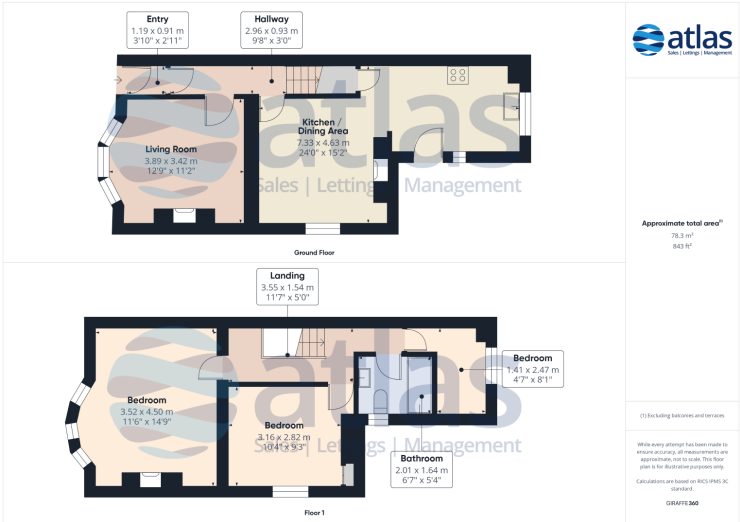 Entry
1.19 x 0.91 m
3'10" x 2'11"
Hallway
2.96 x 0.93 m
9'8" x 3'0"
Living Room
3.89 x 3.42 m
12'9" x 11'2"
Kitchen /
Dining Area
7.33 x 4.63 m
24'0" x 15'2"
atlas
Sales | Lettings | Management
Ground Floor
Landing
3.55 x 1.54 m
11'7" x 5'0"
Bedroom
3.52 x 4.50 m
11'6" x 14'9"
Bedroom
3.16 x 2.82 m
10'4" x 9'3"
Bedroom
1.41 x 2.47 m
4'7" x 8'1"
Bathroom
2.01 x 1.64 m
6'7" x 5'4"
atlas
Sales | Lettings | Management
Floor 1
atlas
Sales | Lettings | Management
Approximate total area(1)
78.3 m²
843 ft²
(1) Excluding balconies and terraces
While every attempt has been made to
ensure accuracy, all measurements are
approximate, not to scale. This floor
plan is for illustrative purposes only.
Calculations are based on RICS IPMS 3C
standard.
GIRAFFE360